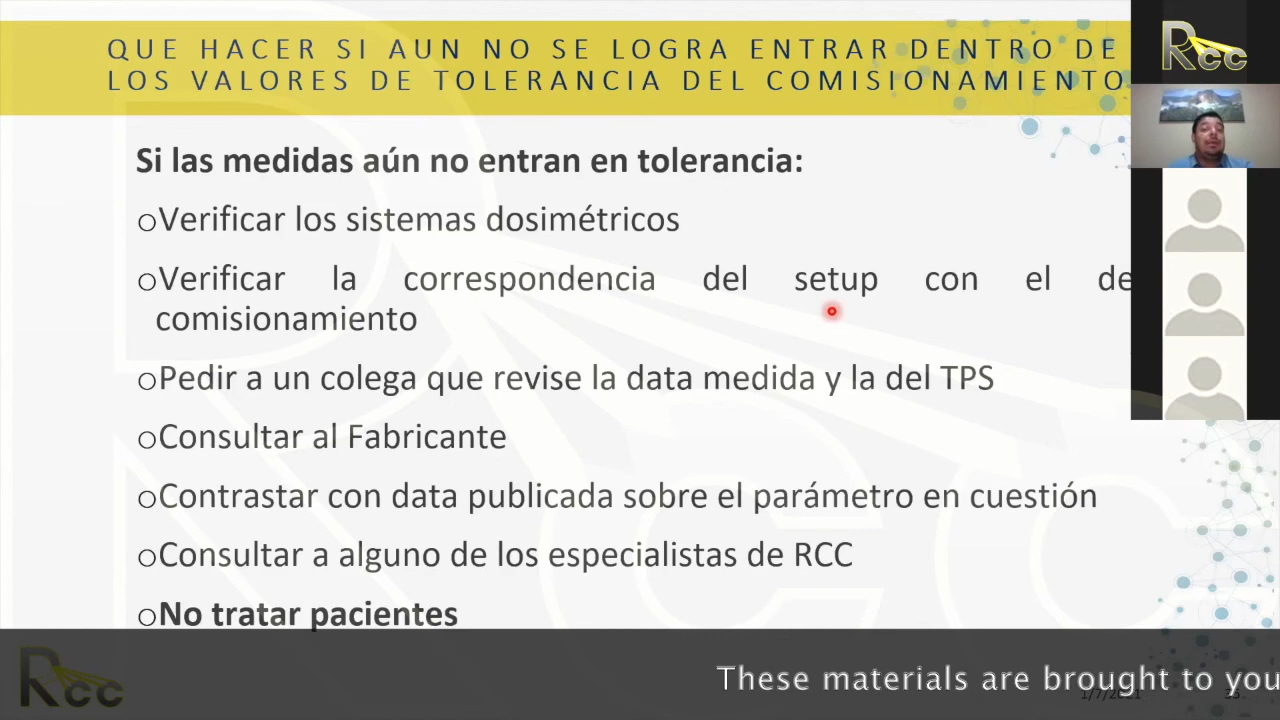 QUE HACER SI AUN NO SE LOGRA ENTRAR DENTRO DE
LOS VALORES DE TOLERANCIA DEL COMISIONAMIENTO
Rcc
Si las medidas aún no entran en tolerancia:
oVerificar los sistemas dosimétricos
oVerificar la correspondencia del setup con el de
comisionamiento
oPedir a un colega que revise la data medida y la del TPS
oConsultar al Fabricante
oContrastar con data publicada sobre el parámetro en cuestión
oConsultar a alguno de los especialistas de RCC
oNo tratar pacientes
Rcc
These materials are brought to you